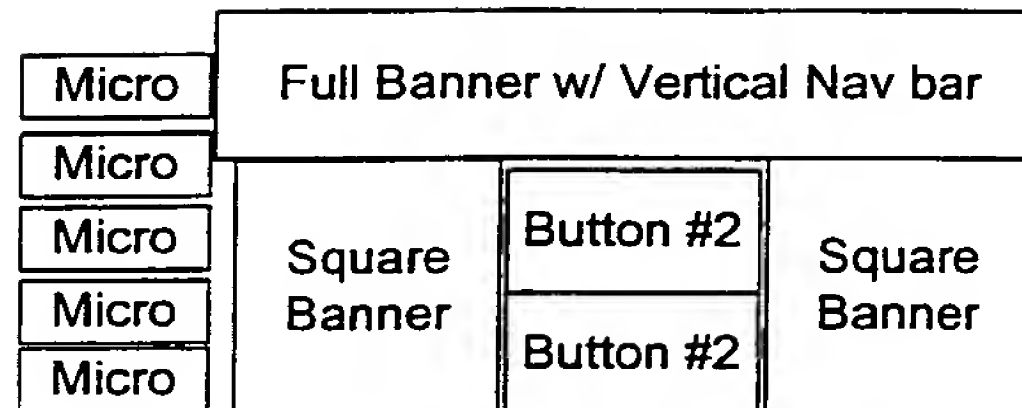 Micro
Full Banner w/ Vertical Nav bar
Micro
Micro
Micro
Micro
Square
Banner
Button #2
Button #2
Square
Banner